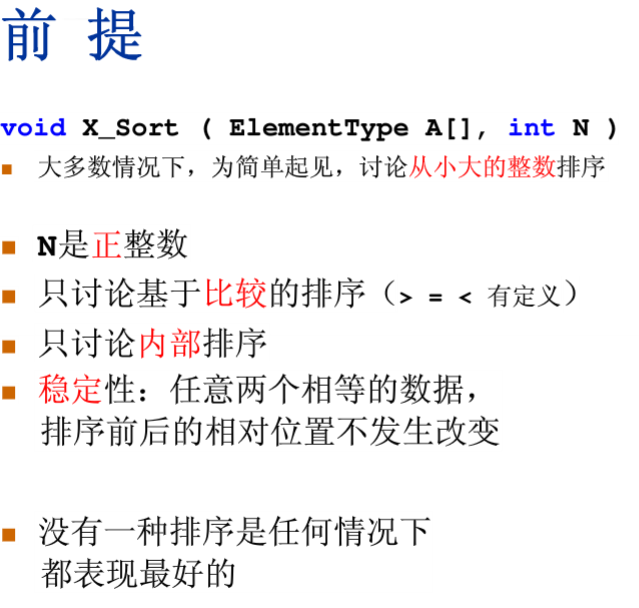 前 提
void X_Sort ( ElementType A[], int N )
大多数情况下，为简单起见，讨论从小大的整数排序
N是正整数
只讨论基于比较的排序（> = < 有定义）
只讨论内部排序
稳定性：任意两个相等的数据，
排序前后的相对位置不发生改变
没有一种排序是任何情况下
都表现最好的